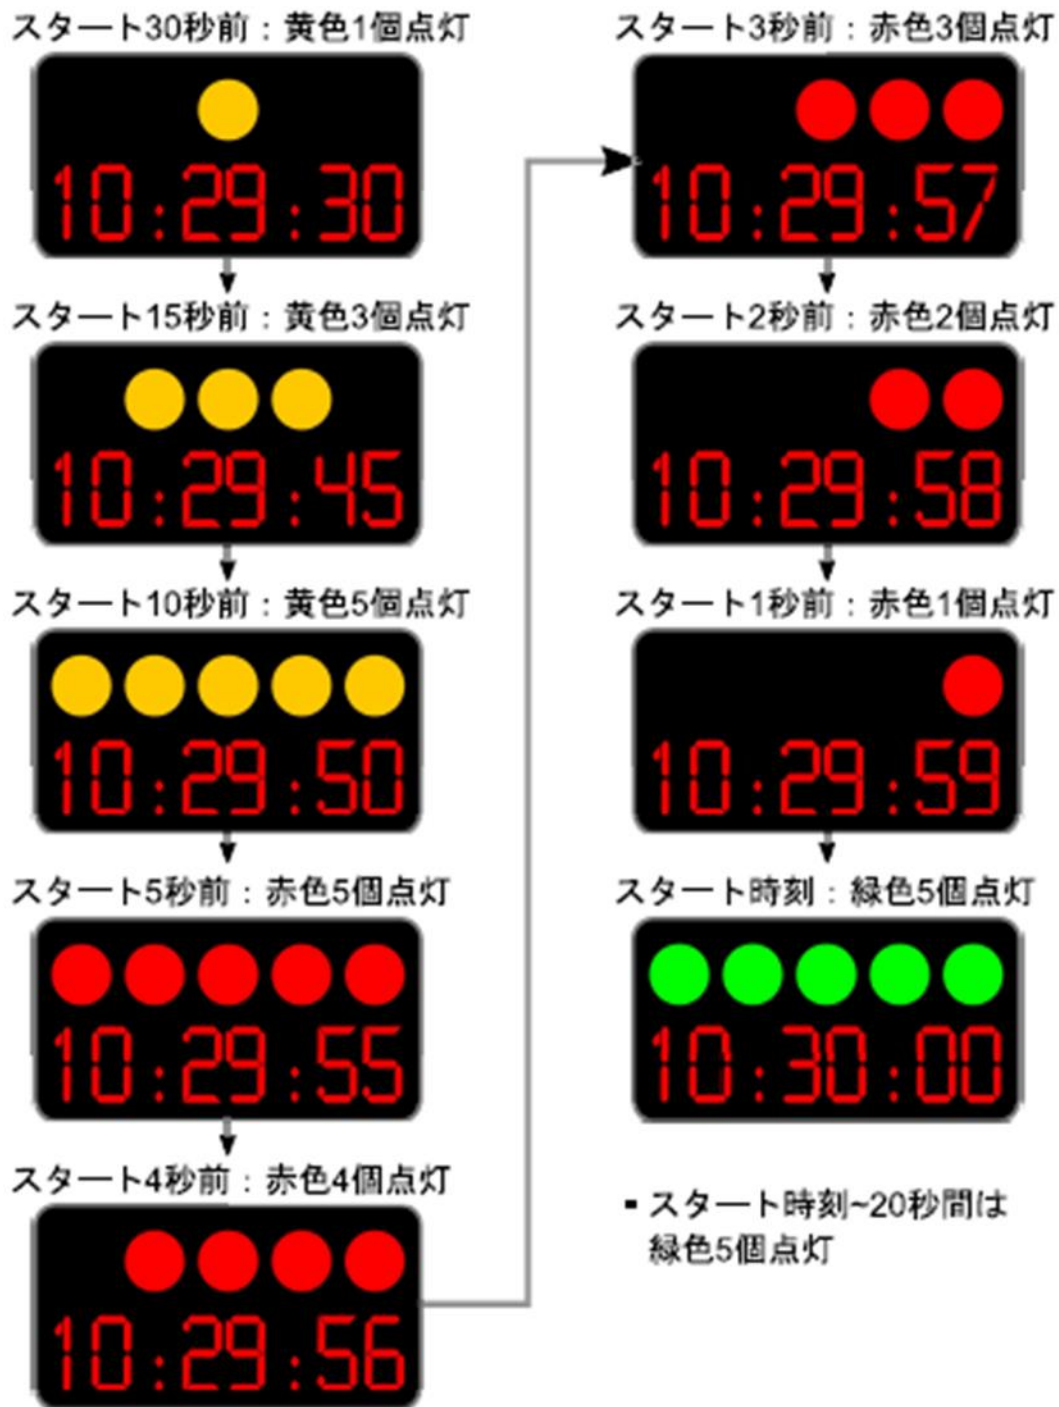 スタート30秒前：黄色1個点灯
10:29:30
スタート15秒前：黄色3個点灯
10:29:45
スタート10秒前：黄色5個点灯
10:29:50
スタート5秒前：赤色5個点灯
10:29:55
スタート4秒前：赤色4個点灯
10:29:56
スタート3秒前：赤色3個点灯
10:29:57
スタート2秒前：赤色2個点灯
10:29:58
スタート1秒前：赤色1個点灯
10:29:59
スタート時刻：緑色5個点灯
10:30:00
▪ スタート時刻~20秒間は
緑色5個点灯